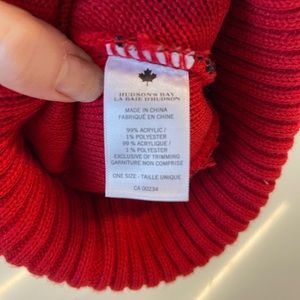 HUDSON'S BAY
LA BAIE D'HUDSON
MADE IN CHINA
FABRIQUÉ EN CHINE
99% ACRYLIC /
1% POLYESTER
99 % ACRYLIQUE /
1 % POLYESTER
EXCLUSIVE OF TRIMMING
GARNITURE NON COMPRISE
ONE SIZE - TAILLE UNIQUE
CA 00234